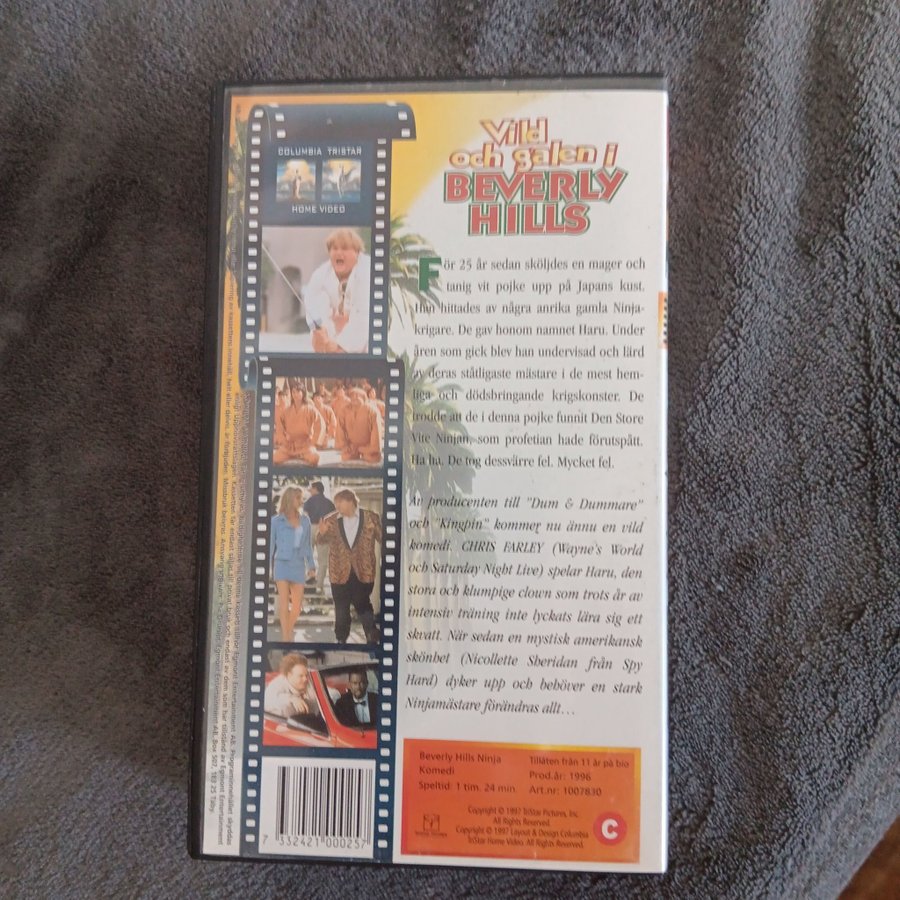 COLUMBIA TRISTAR
HOME VIDEO
Vild
och galen i
BEVERLY
HILLS
För 25 år sedan sköljdes en mager och
tanig vit pojke upp på Japans kust.
Han hittades av några anrika gamla Ninja-
krigare. De gav honom namnet Haru. Under
åren som gick blev han undervisad och lärd
av deras ståtligaste mästare i de mest hem-
liga och dödsbringande krigskonster. De
trodde att de i denna pojke funnit Den Store
Vite Ninjan, som profetian hade förutspått.
Ha ha. De tog dessvärre fel. Mycket fel.
Av producenten till "Dum & Dummare"
och "Kingpin" kommer nu ännu en vild
komedi. CHRIS FARLEY (Wayne's World
och Saturday Night Live) spelar Haru, den
stora och klumpige clown som trots år av
intensiv träning inte lyckats lära sig ett
skvatt. När sedan en mystisk amerikansk
skönhet (Nicollette Sheridan från Spy
Hard) dyker upp och behöver en stark
Ninjamästare förändras allt...
Beverly Hills Ninja
Komedi
Speltid: 1 tim. 24 min.
Tillåten från 11 år på bio
Prod.år: 1996
Art.nr: 1007830
Copyright © 1997 TriStar Pictures, Inc.
All Rights Reserved.
Copyright © 1997 Layout & Design Columbia
TriStar Home Video. All Rights Reserved.
C
7 332421 000257